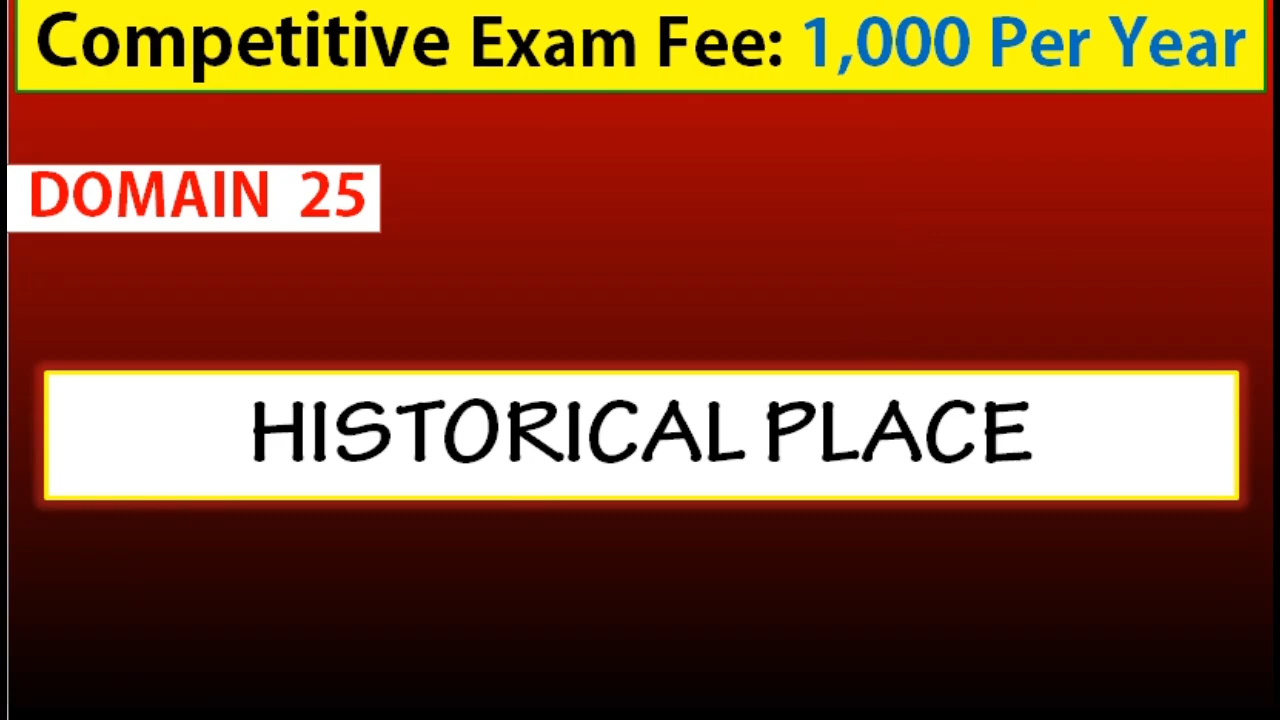 Competitive Exam Fee: 1,000 Per Year
DOMAIN 25
HISTORICAL PLACE